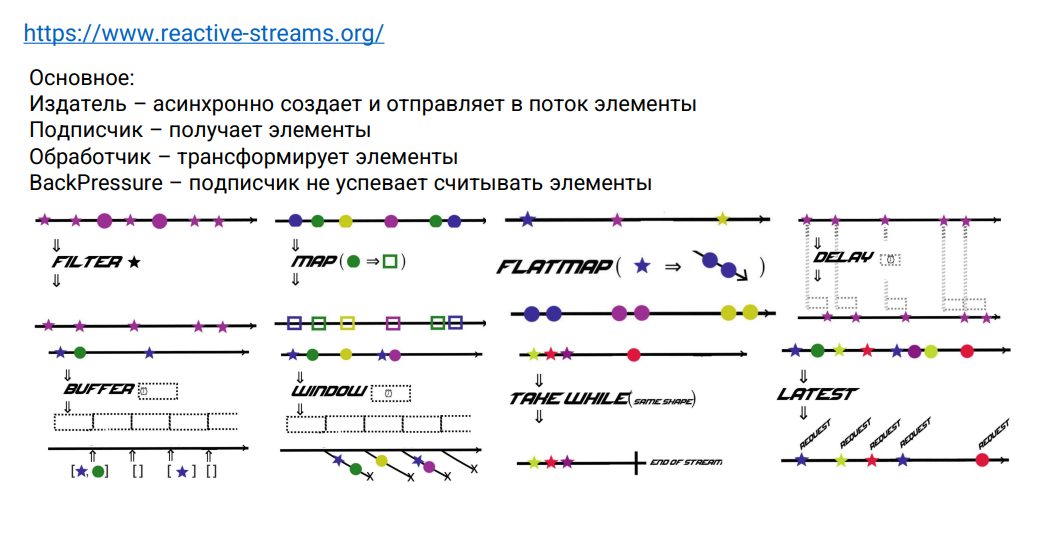 https://www.reactive-streams.org/
Основное:
Издатель – асинхронно создает и отправляет в поток элементы
Подписчик – получает элементы
Обработчик – трансформирует элементы
BackPressure – подписчик не успевает считывать элементы
FILTER
MAP ( ⇒ )
FLATMAP ( ⇒ )
DELAY
BUFFER
[ , ] [ ] [ ] [ ]
WINDOW
X X X X
TAKE WHILE(SAME SHAPE)
END OF STREAM
LATEST
REQUEST REQUEST REQUEST REQUEST REQUEST